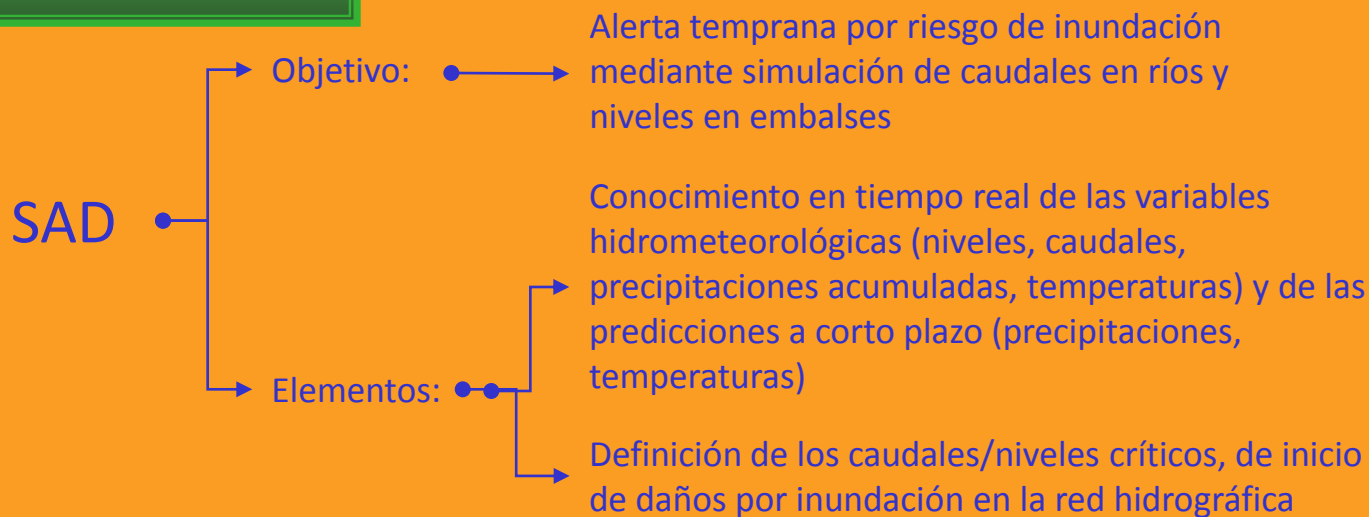 SAD
Objetivo:
Alerta temprana por riesgo de inundación
mediante simulación de caudales en ríos y
niveles en embalses
Elementos:
Conocimiento en tiempo real de las variables
hidrometeorológicas (niveles, caudales,
precipitaciones acumuladas, temperaturas) y de las
predicciones a corto plazo (precipitaciones,
temperaturas)
Definición de los caudales/niveles críticos, de inicio
de daños por inundación en la red hidrográfica